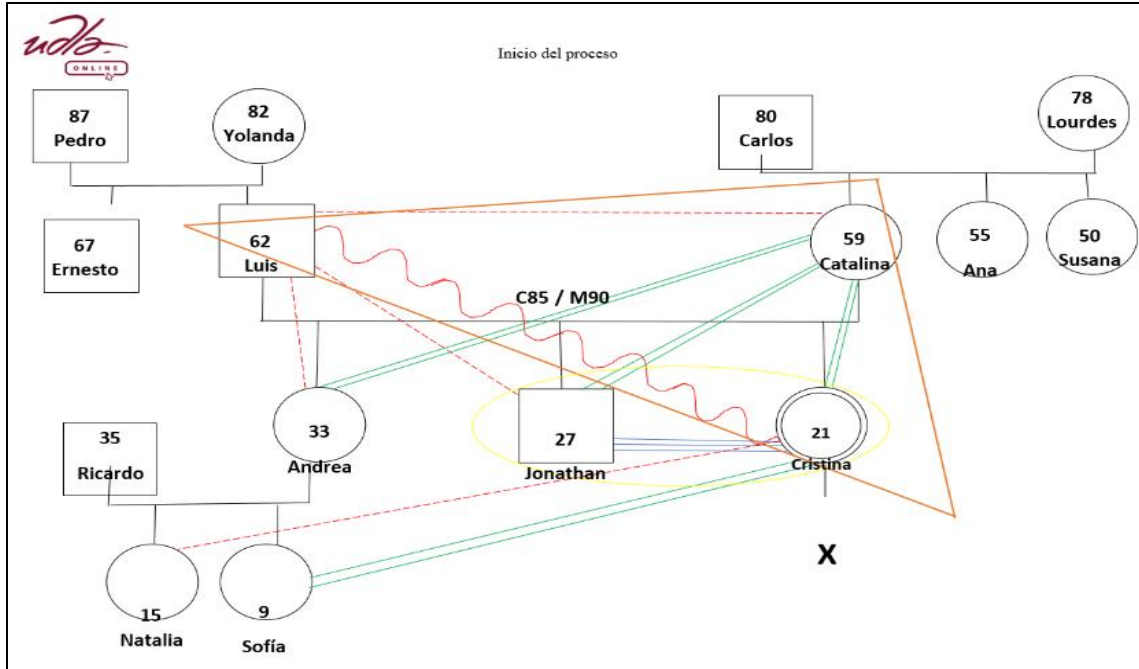 udla-
ONLINE
Inicio del proceso
87
Pedro
82
Yolanda
80
Carlos
78
Lourdes
67
Ernesto
62
Luis
59
Catalina
55
Ana
50
Susana
C85 / M90
35
Ricardo
33
Andrea
27
Jonathan
21
Cristina
X
15
Natalia
9
Sofía